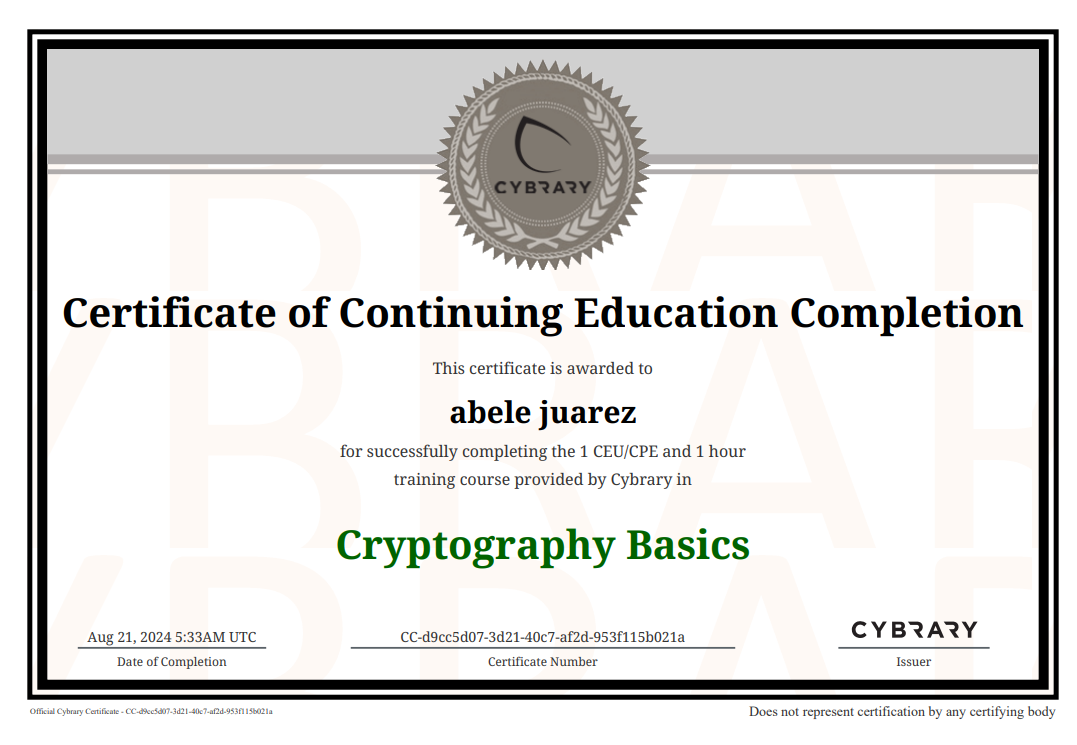 CYBRARY
Certificate of Continuing Education Completion
This certificate is awarded to
abele juarez
for successfully completing the 1 CEU/CPE and 1 hour
training course provided by Cybrary in
Cryptography Basics
Aug 21, 2024 5:33AM UTC
Date of Completion
CC-d9cc5d07-3d21-40c7-af2d-953f115b021a
Certificate Number
CYBRARY
Issuer
Official Cybrary Certificate - CC-d9cc5d07-3d21-40c7-af2d-953f115b021a
Does not represent certification by any certifying body